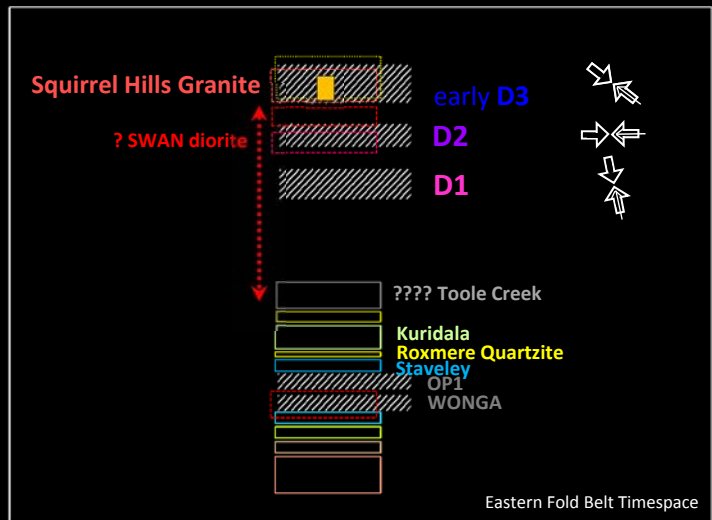 Squirrel Hills Granite
early D3
? SWAN diorite
D2
D1
???? Toole Creek
Kuridala
Roxmere Quartzite
Staveley
OP1
WONGA
Eastern Fold Belt Timespace